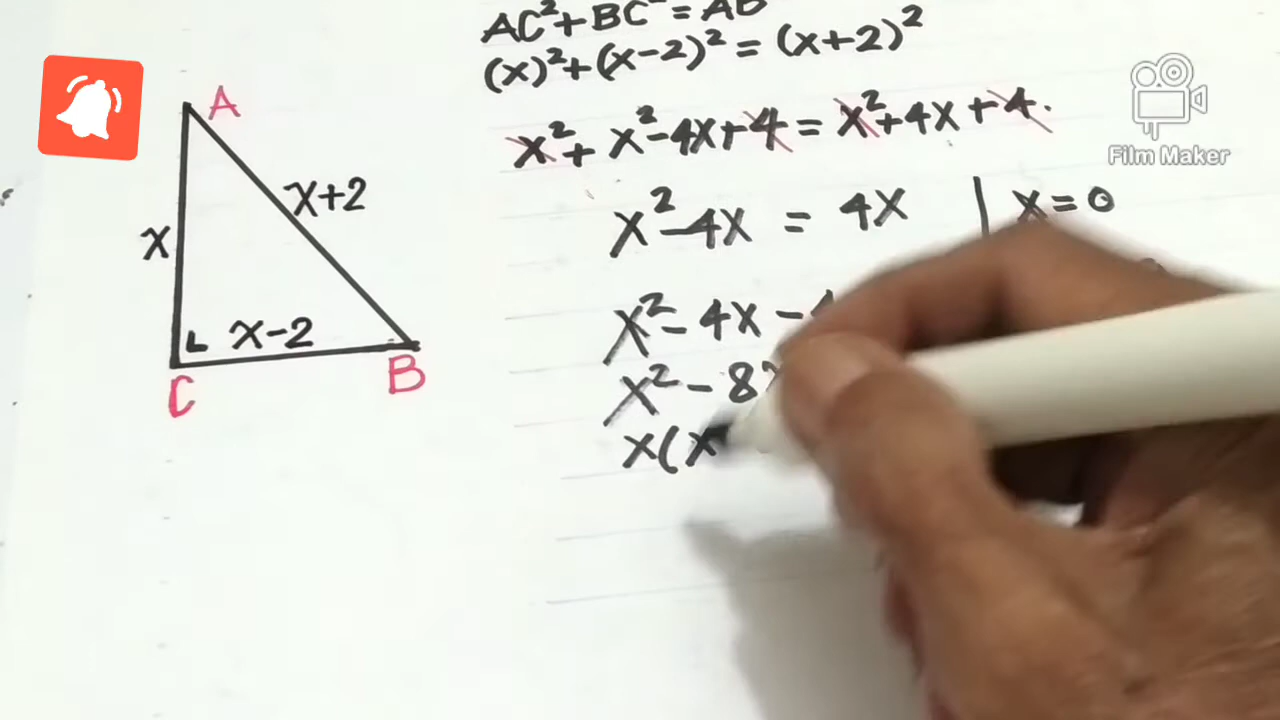 AC²+BC²=AB
(x)²+(x-2)²=(x+2)²
x²+x²-4x+4=x²+4x+4.
x²-4x = 4x | x=0
x²-4x-
x²-8
x(x
A
x+2
x
x-2
C
B
Film Maker